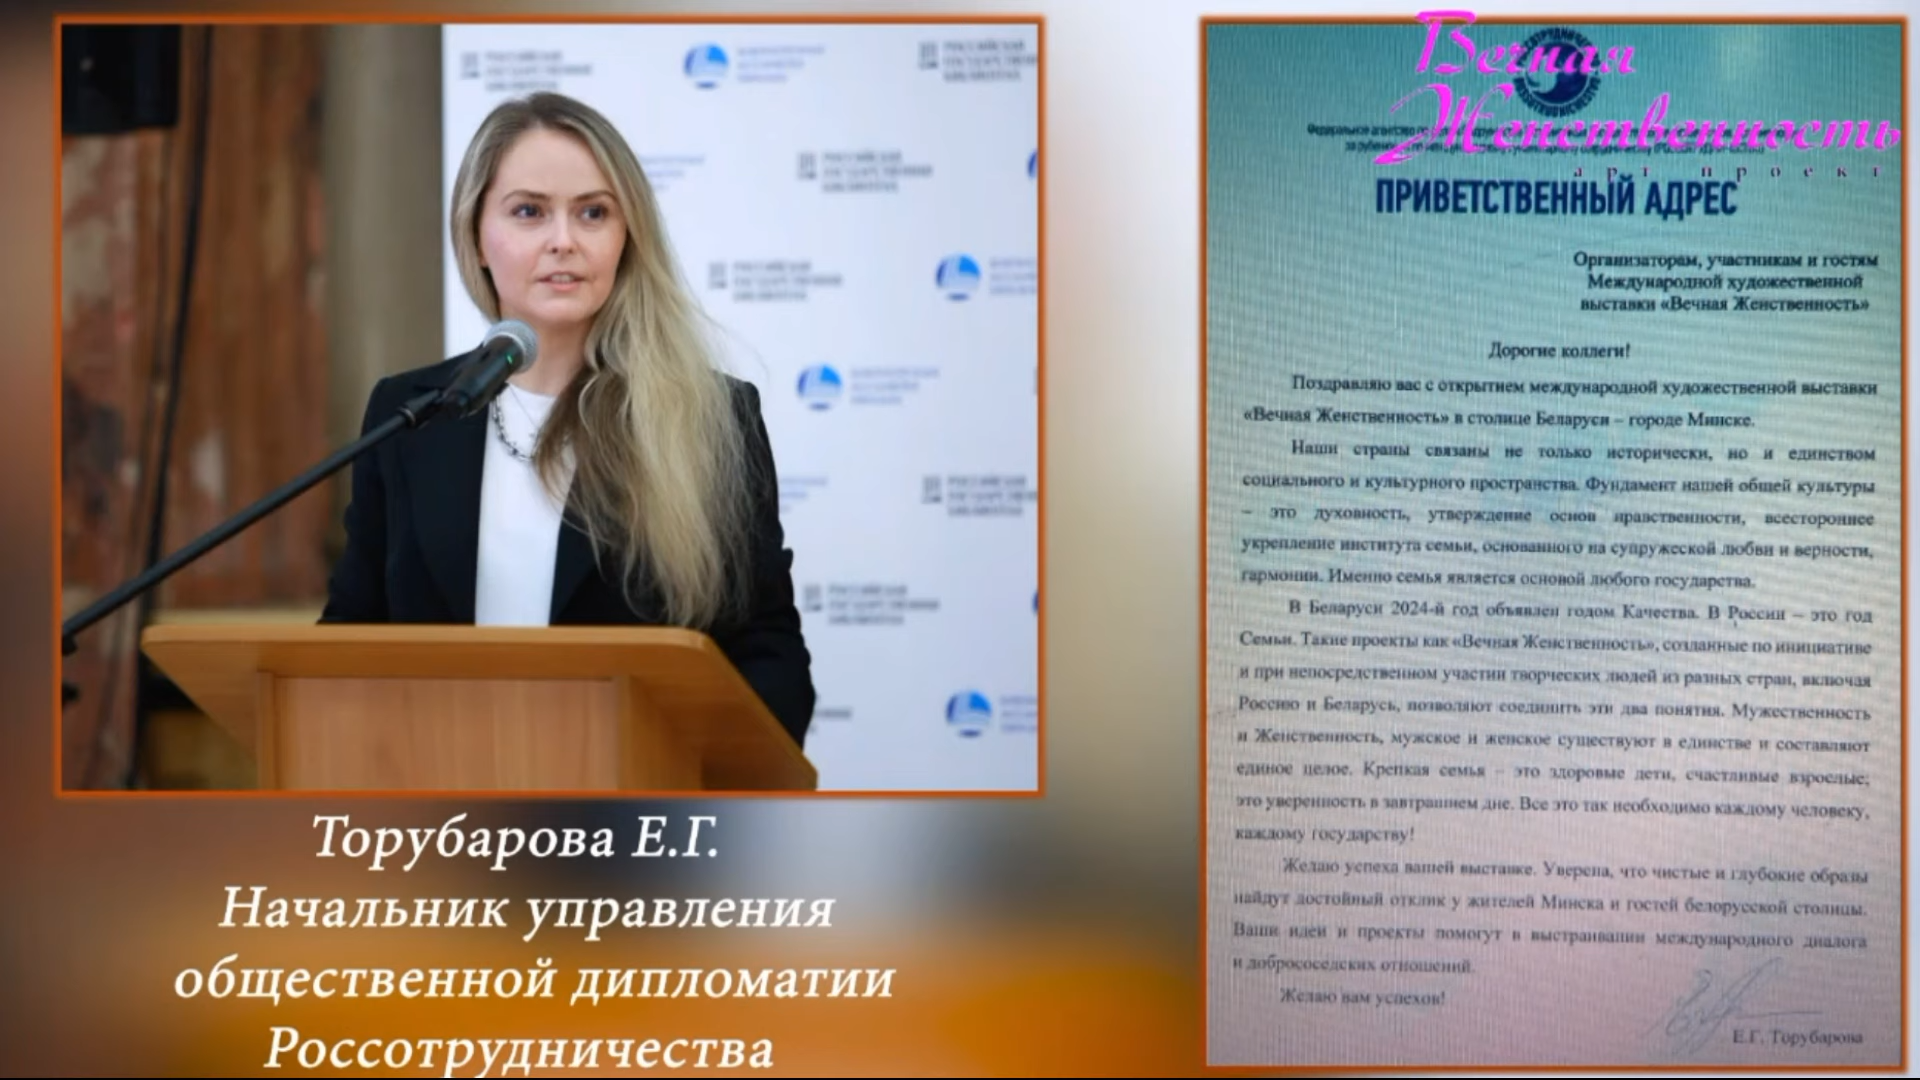 РОССИЙСКАЯ
ГОСУДАРСТВЕННАЯ
БИБЛИОТЕКА
Торубарова Е.Г.
Начальник управления
общественной дипломатии
Россотрудничества
Вечная
Женственность
арт проект
ПРИВЕТСТВЕННЫЙ АДРЕС
Организаторам, участникам и гостям
Международной художественной
выставки «Вечная Женственность»
Дорогие коллеги!
Поздравляю вас с открытием международной художественной выставки
«Вечная Женственность» в столице Беларуси – городе Минске.
Наши страны связаны не только исторически, но и единством
социального и культурного пространства. Фундамент нашей общей культуры
– это духовность, утверждение основ нравственности, всестороннее
укрепление института семьи, основанного на супружеской любви и верности,
гармонии. Именно семья является основой любого государства.
В Беларуси 2024-й год объявлен годом Качества. В России – это год
Семьи. Такие проекты как «Вечная Женственность», созданные по инициативе
и при непосредственном участии творческих людей из разных стран, включая
Россию и Беларусь, позволяют соединить эти два понятия. Мужественность
и Женственность, мужское и женское существуют в единстве и составляют
единое целое. Крепкая семья – это здоровые дети, счастливые взрослые;
это уверенность в завтрашнем дне. Все это так необходимо каждому человеку,
каждому государству!
Желаю успеха вашей выставке. Уверена, что чистые и глубокие образы
найдут достойный отклик у жителей Минска и гостей белорусской столицы.
Ваши идеи и проекты помогут в выстраивании международного диалога
и добрососедских отношений.
Желаю вам успехов!
Е.Г. Торубарова